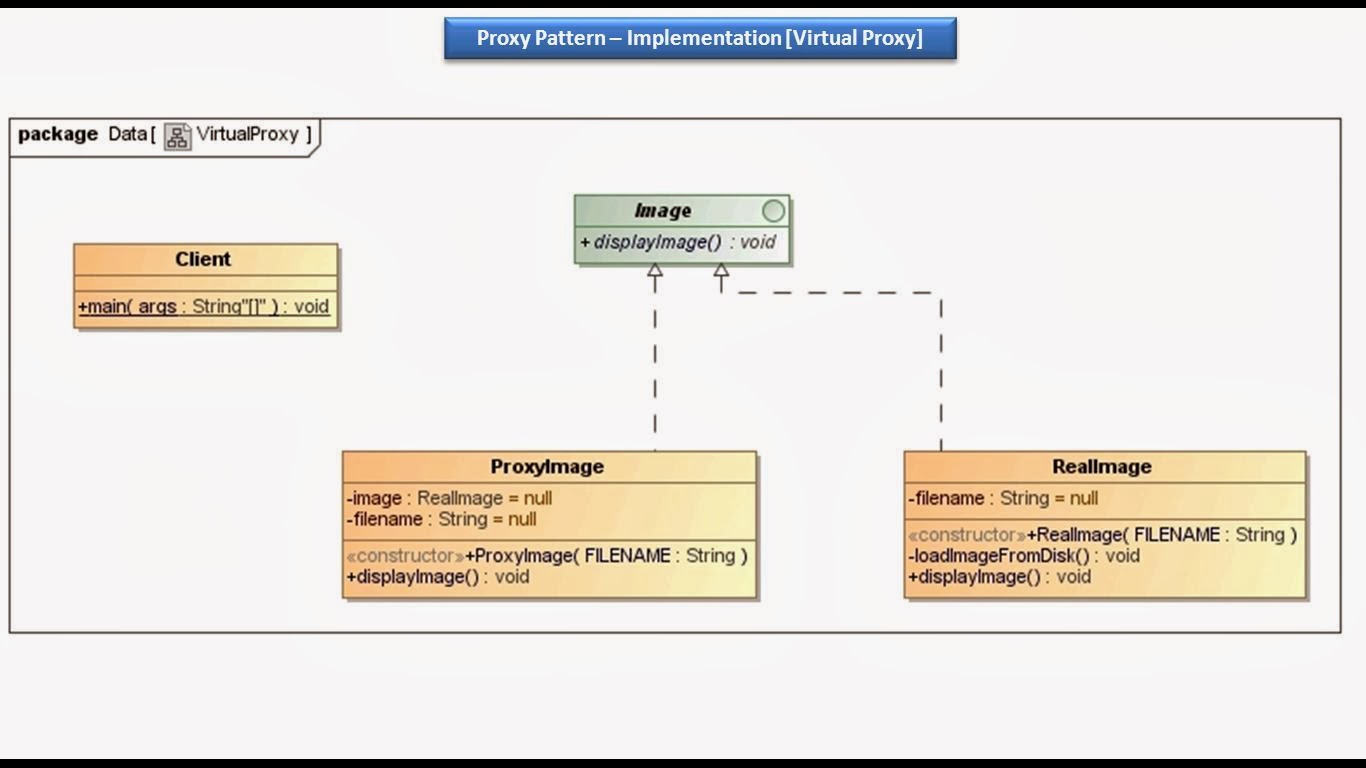 Proxy Pattern – Implementation [Virtual Proxy]
package Data [ VirtualProxy ]
Image
+ displayImage() : void
Client
+main( args : String"[]" ) : void
ProxyImage
-image : RealImage = null
-filename : String = null
«constructor»+ProxyImage( FILENAME : String )
+displayImage() : void
RealImage
-filename : String = null
«constructor»+RealImage( FILENAME : String )
-loadImageFromDisk() : void
+displayImage() : void